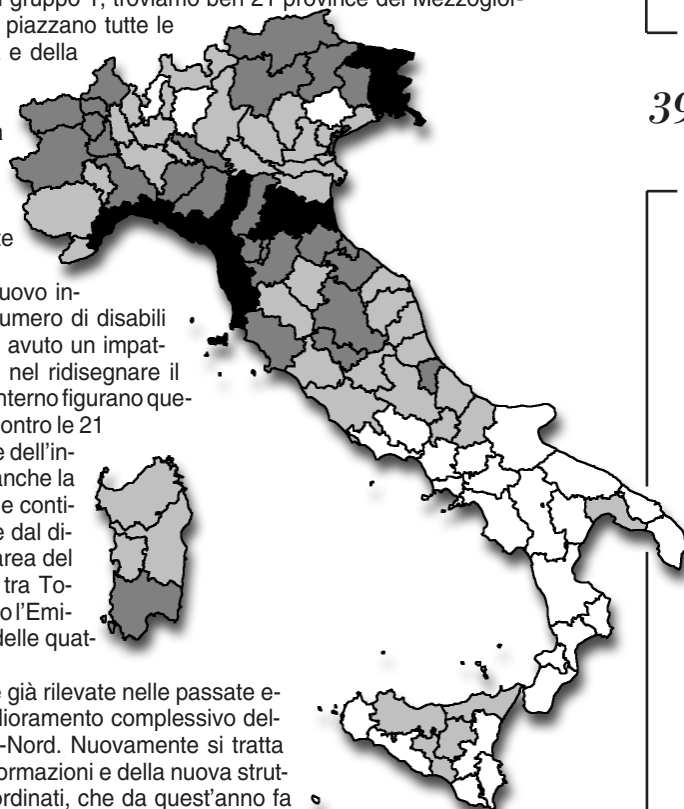 gruppo 1, troviamo ben 21 province del Mezzogior-
piazzano tutte le
e della
39
uovo in-
umero di disabili
avuto un impat-
nel ridisegnare il
nterno figurano que-
ontro le 21
e dell'in-
anche la
e conti-
e dal di-
area del
tra To-
o l'Emi-
delle quat-
e già rilevate nelle passate e-
lioramento complessivo del-
-Nord. Nuovamente si tratta
ormazioni e della nuova strut-
ordinati, che da quest'anno fa